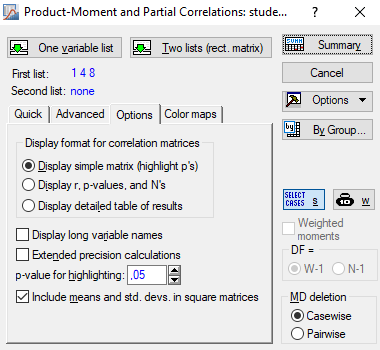 Product-Moment and Partial Correlations: stude...
One variable list
Two lists (rect. matrix)
Summary
First list: 1 4 8
Second list: none
Cancel
Options
By Group...
Quick
Advanced
Options
Color maps
Display format for correlation matrices
Display simple matrix (highlight p's)
Display r, p-values, and N's
Display detailed table of results
SELECT
CASES
S
W
Display long variable names
Extended precision calculations
p-value for highlighting: .05
Include means and std. devs. in square matrices
Weighted
moments
DF =
W-1
N-1
MD deletion
Casewise
Pairwise